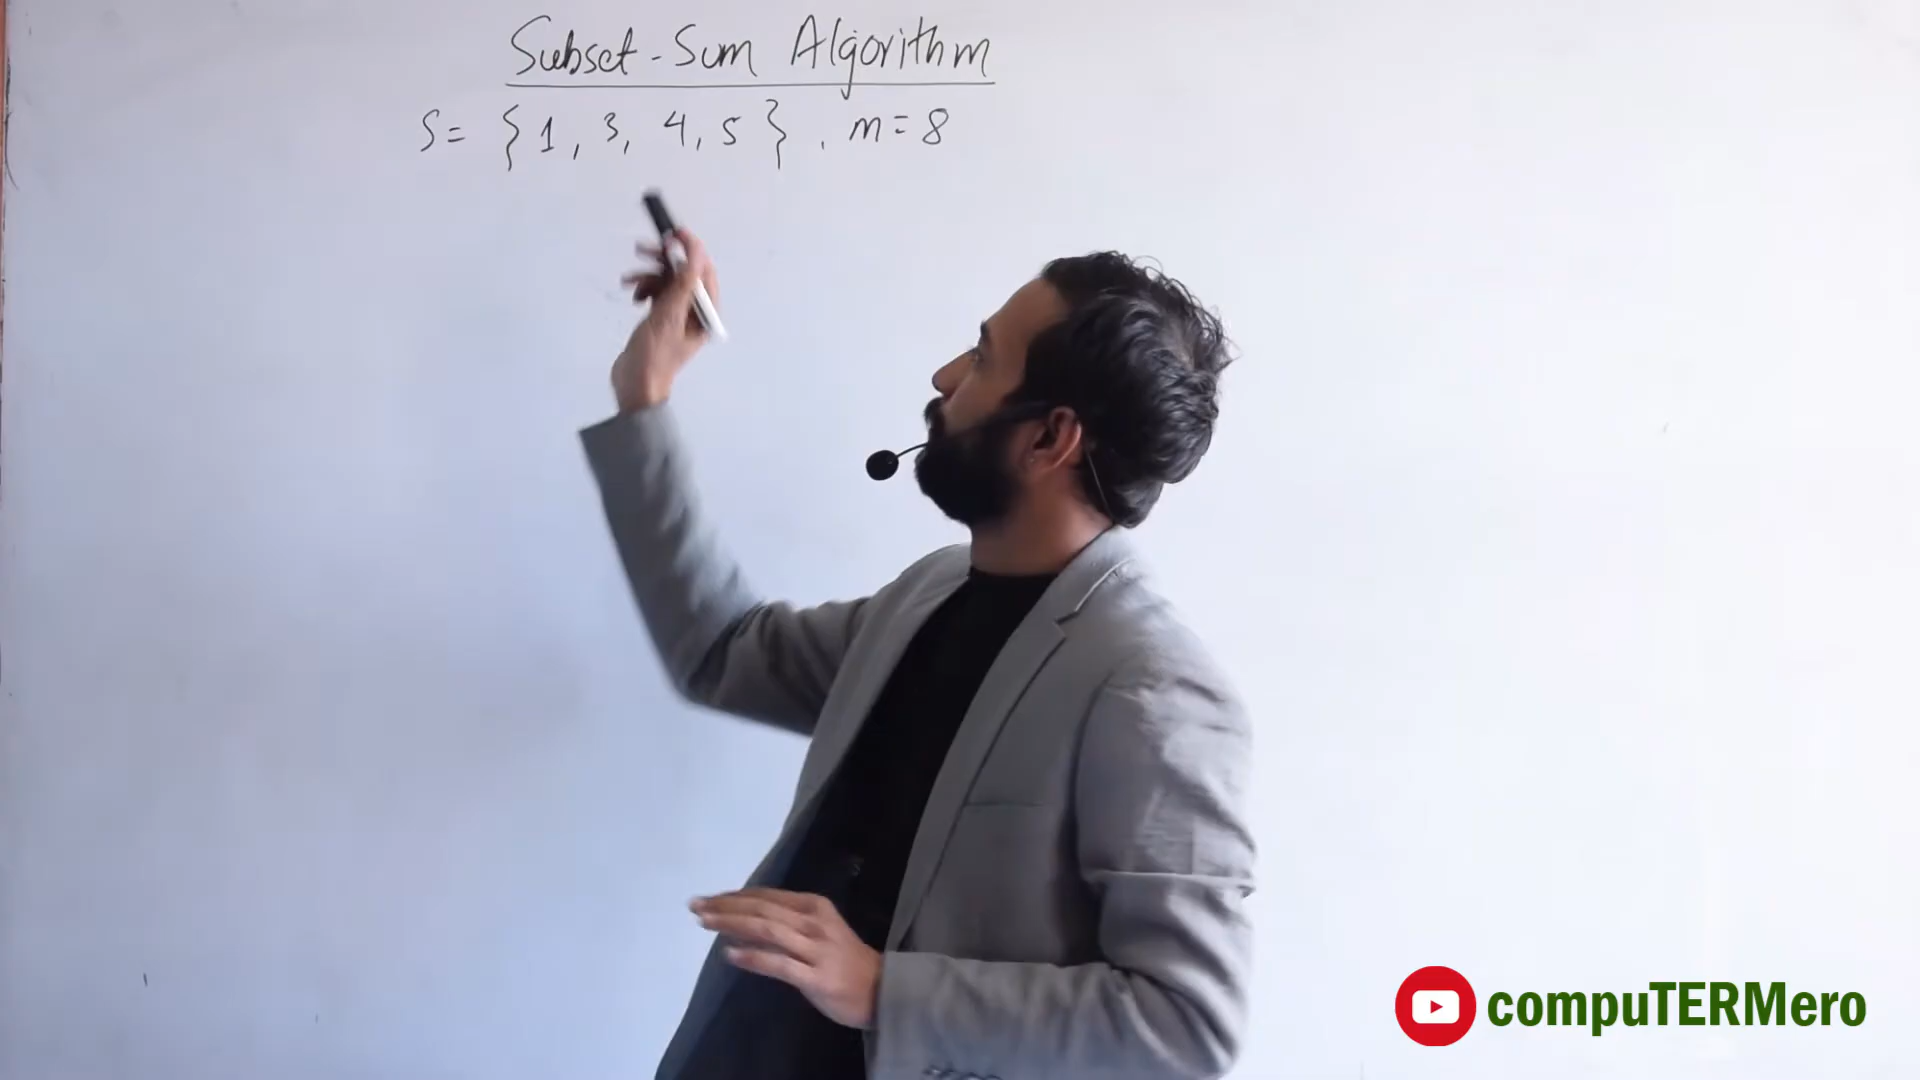 Subset-Sum Algorithm
S = {1, 3, 4, 5}, m = 8
compuTERMero